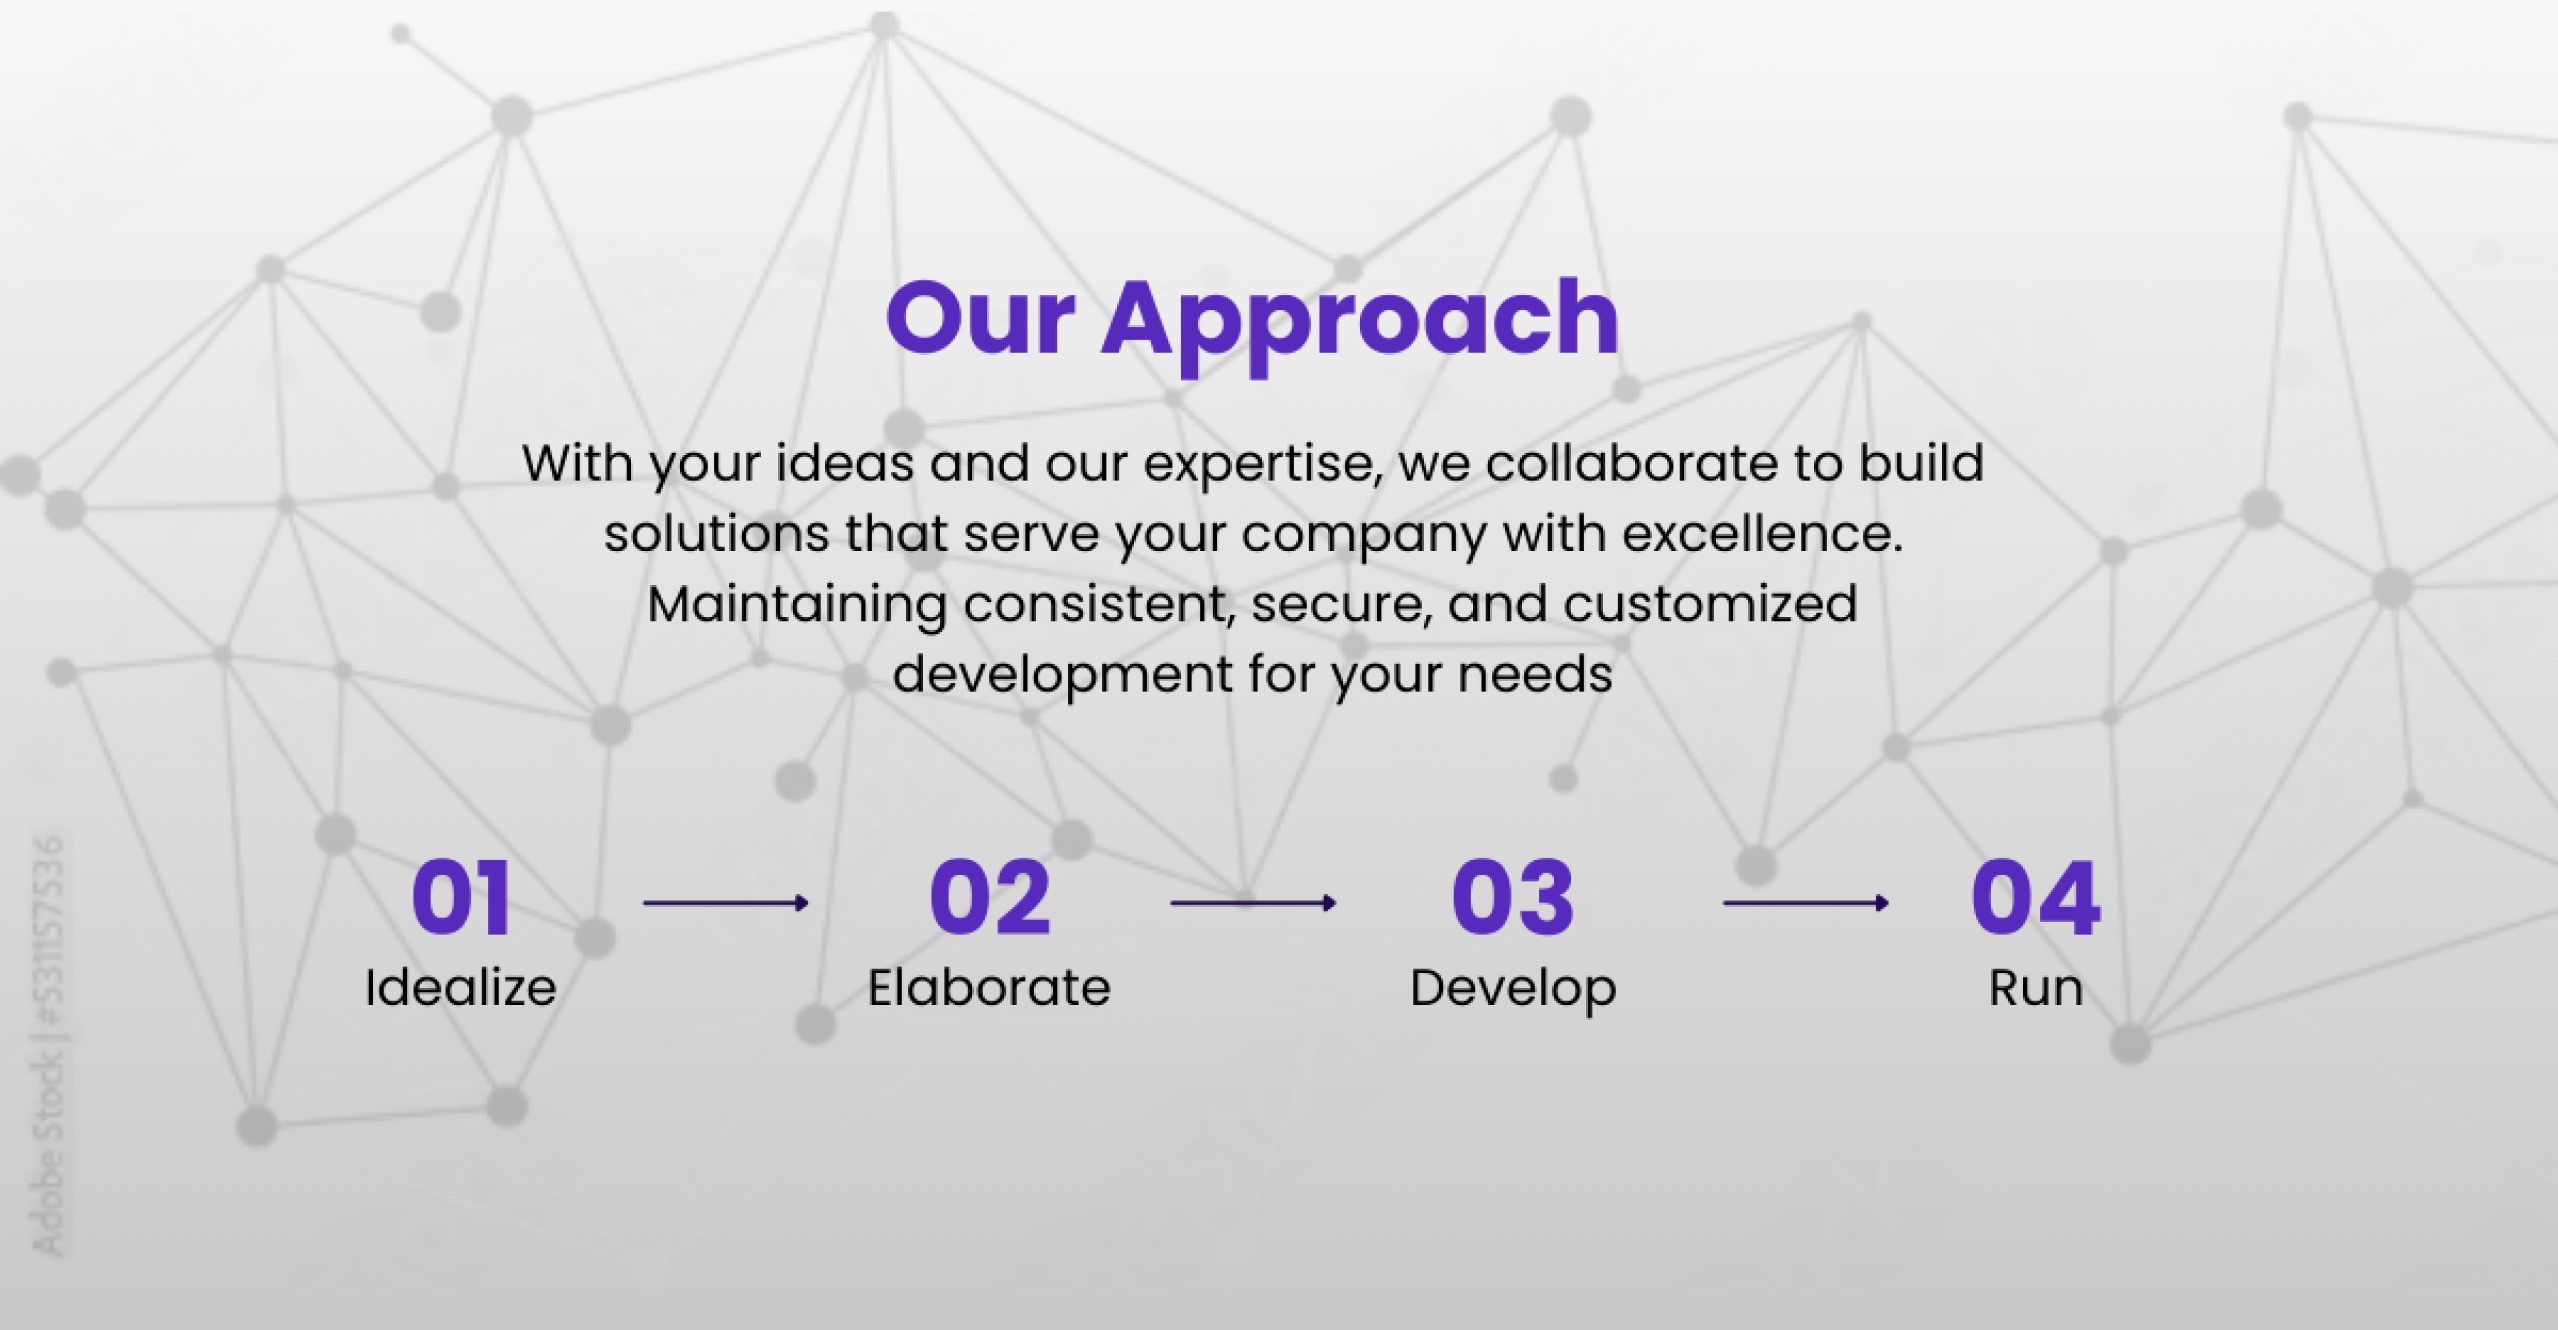 Our Approach
With your ideas and our expertise, we collaborate to build
solutions that serve your company with excellence.
Maintaining consistent, secure, and customized
development for your needs
01
02
03
04
Idealize
Elaborate
Develop
Run
Adobe Stock | #531157536